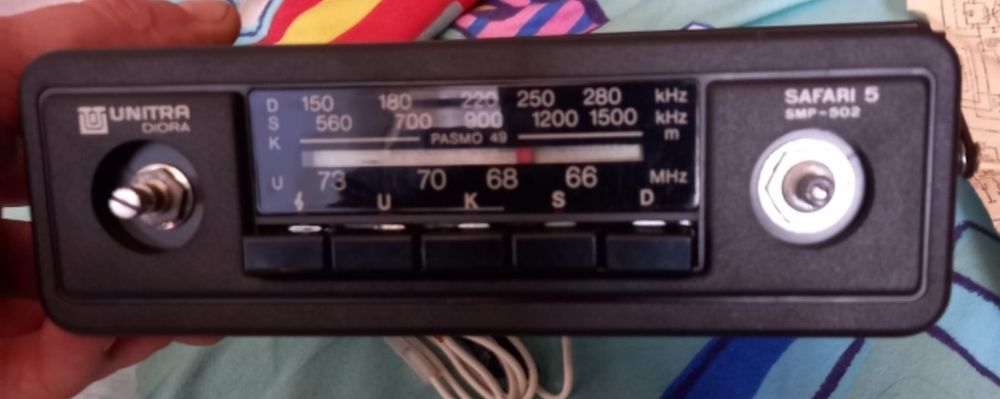 UNITRA
DIORA
D 150 180 220 250 280 kHz
S 560 700 900 1200 1500 kHz
K PASMO 49 m
U 73 70 68 66 MHz
U K S D
SAFARI 5
SMP-502